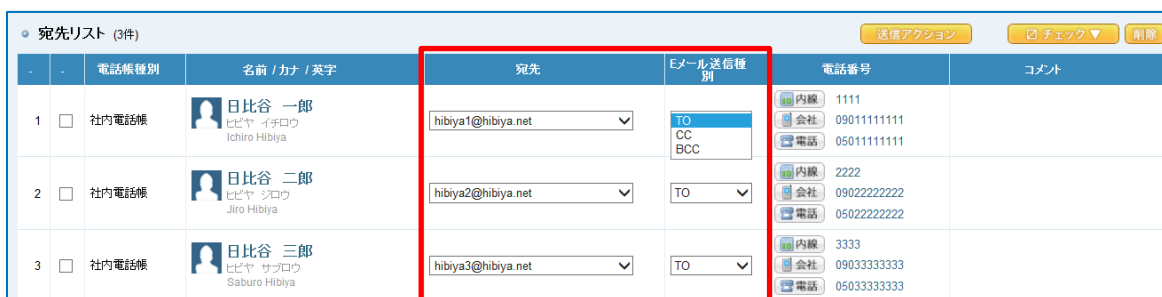 宛先リスト (3件) 送信アクション チェック▼ 削除
- - 電話帳種別 名前 / カナ / 英字 宛先 Eメール送信種別 電話番号 コメント
1 社内電話帳 日比谷 一郎 hibiya1@hibiya.net TO 内線 1111
ヒビヤ イチロウ CC 会社 09011111111
Ichiro Hibiya BCC 電話 05011111111
2 社内電話帳 日比谷 二郎 hibiya2@hibiya.net TO 内線 2222
ヒビヤ ジロウ 会社 09022222222
Jiro Hibiya 電話 05022222222
3 社内電話帳 日比谷 三郎 hibiya3@hibiya.net TO 内線 3333
ヒビヤ サブロウ 会社 09033333333
Saburo Hibiya 電話 05033333333